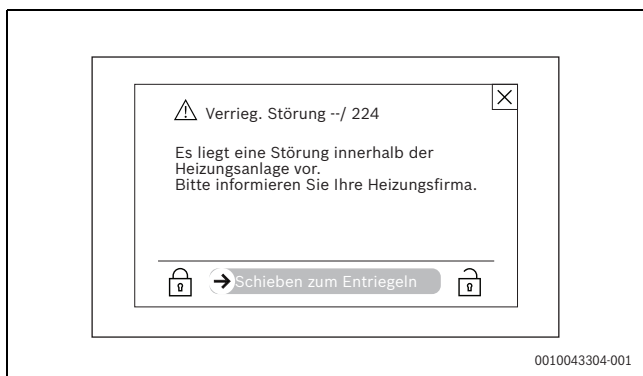 Verrieg. Störung --/ 224
Es liegt eine Störung innerhalb der
Heizungsanlage vor.
Bitte informieren Sie Ihre Heizungsfirma.
Schieben zum Entriegeln
0010043304-001